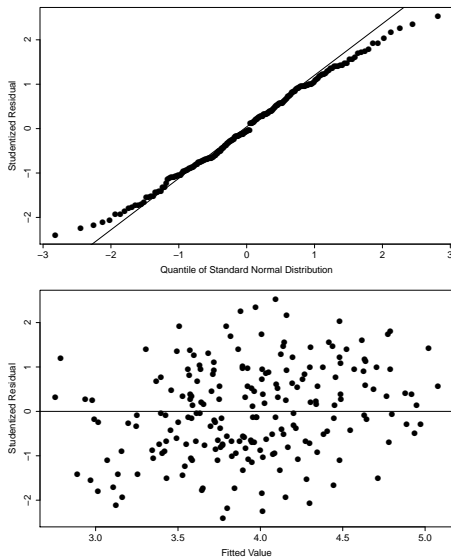 2
1
0
−1
−2
Studentized Residual
−3 −2 −1 0 1 2 3
Quantile of Standard Normal Distribution
2
1
0
−1
−2
Studentized Residual
3.0 3.5 4.0 4.5 5.0
Fitted Value